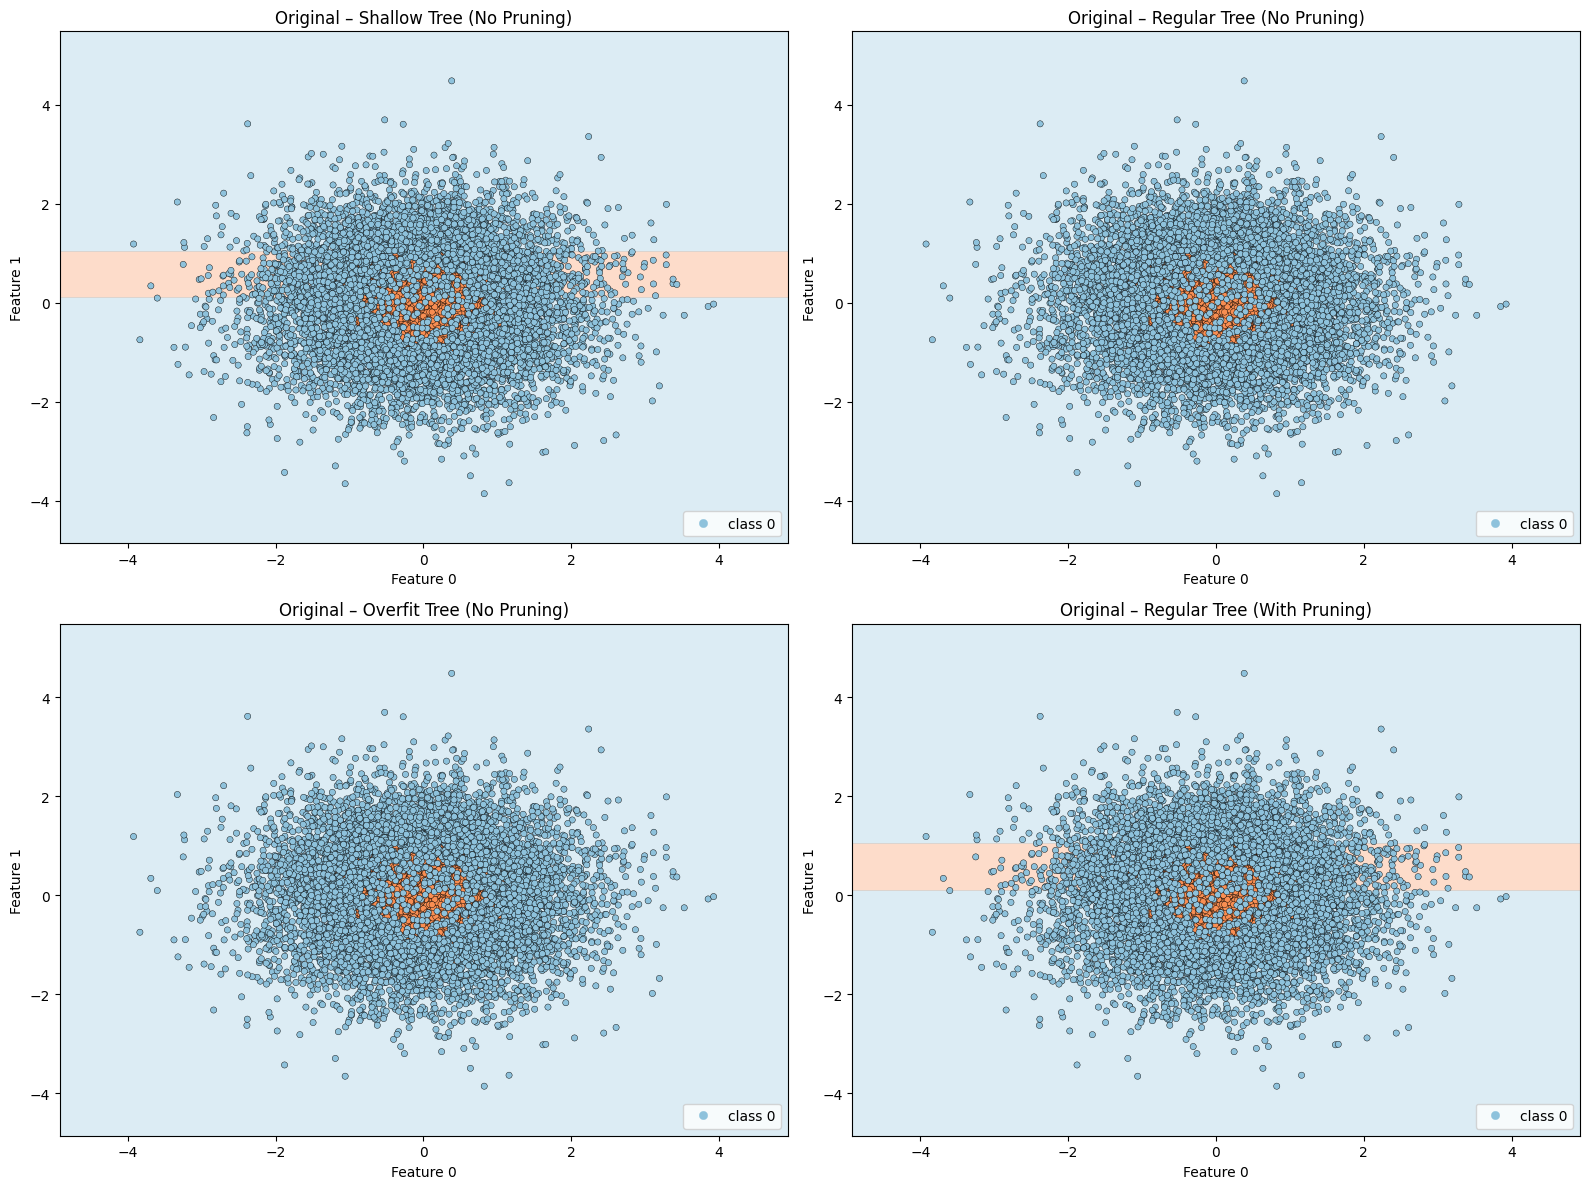 Original – Shallow Tree (No Pruning)
Feature 1
4
2
0
−2
−4
class 0
−4 −2 0 2 4
Feature 0
Original – Regular Tree (No Pruning)
Feature 1
4
2
0
−2
−4
class 0
−4 −2 0 2 4
Feature 0
Original – Overfit Tree (No Pruning)
Feature 1
4
2
0
−2
−4
class 0
−4 −2 0 2 4
Feature 0
Original – Regular Tree (With Pruning)
Feature 1
4
2
0
−2
−4
class 0
−4 −2 0 2 4
Feature 0